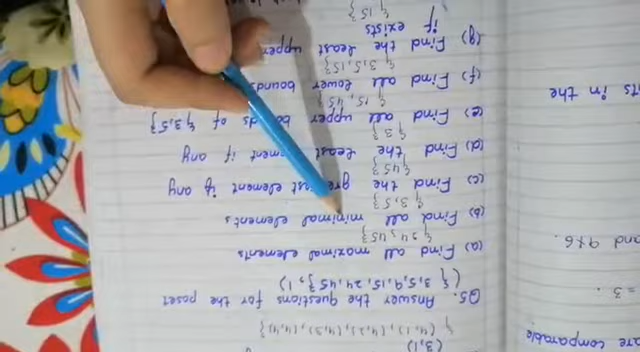 (3,1)
{ (4,1), (4,2), (4,3), (4,4)}
Q5. Answer the questions for the poset
({ 3,5,9,15,24,45}, 1)
(a) Find all maximal elements
{ 24,45}
(b) Find all minimal elements
{ 3,5}
(c) Find the greatest element if any
{45}
(d) Find the least element if any
{3}
(e) Find all upper bounds of {3,5}
{ 15, 45}
(f) Find all lower bounds
{ 3,5,15}
(g) Find the least upper
if exists
{15}
ts in the
and 9+6.
= 3.
are comparable